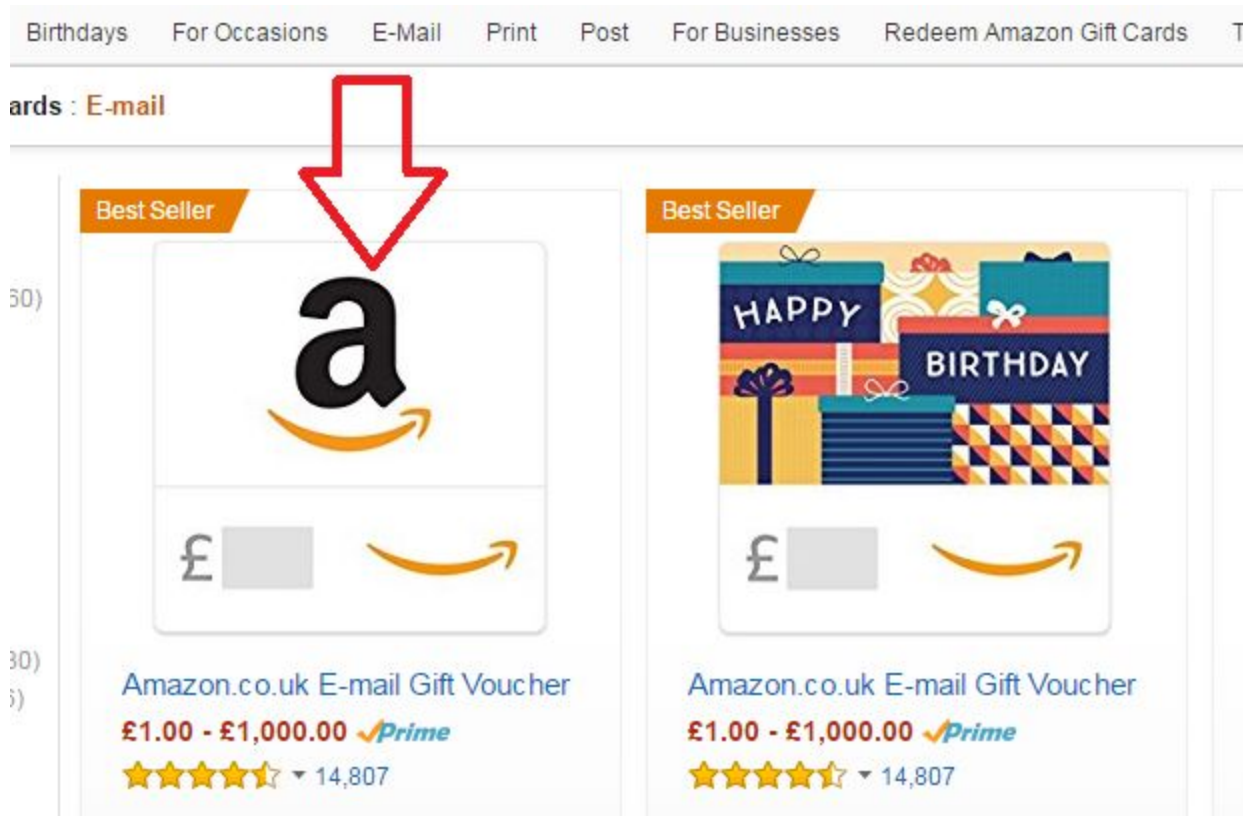 Birthdays For Occasions E-Mail Print Post For Businesses Redeem Amazon Gift Cards T
ards : E-mail
Best Seller Best Seller
60)
a
HAPPY
BIRTHDAY
£ £
30)
Amazon.co.uk E-mail Gift Voucher Amazon.co.uk E-mail Gift Voucher
£1.00 - £1,000.00 Prime £1.00 - £1,000.00 Prime
14,807 14,807